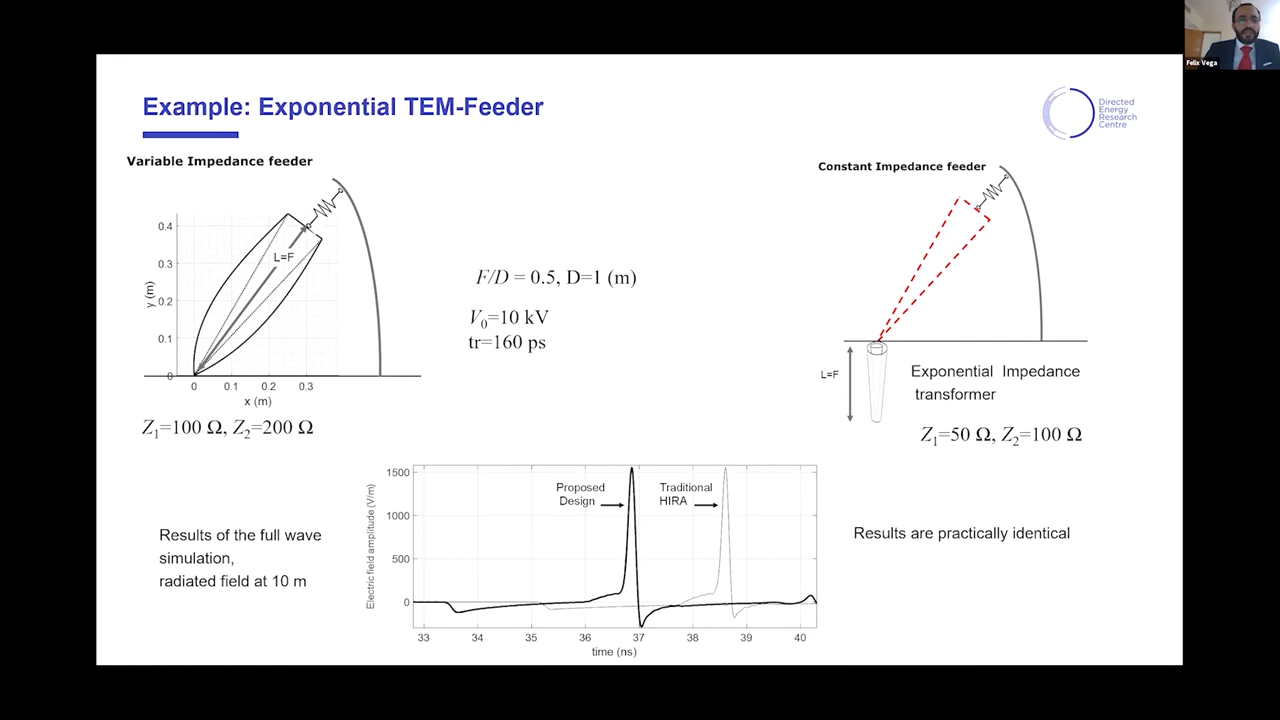 Felix Vega
Example: Exponential TEM-Feeder
Directed
Energy
Research
Centre
Variable Impedance feeder
0.4
0.3
0.2
0.1
0
y (m)
L=F
0 0.1 0.2 0.3
x (m)
Z1=100 Ω, Z2=200 Ω
F/D = 0.5, D=1 (m)
V0=10 kV
tr=160 ps
Constant Impedance feeder
L=F
Exponential Impedance
transformer
Z1=50 Ω, Z2=100 Ω
Results of the full wave
simulation,
radiated field at 10 m
Electric field amplitude (V/m)
1500
1000
500
0
Proposed
Design
Traditional
HIRA
33 34 35 36 37 38 39 40
time (ns)
Results are practically identical